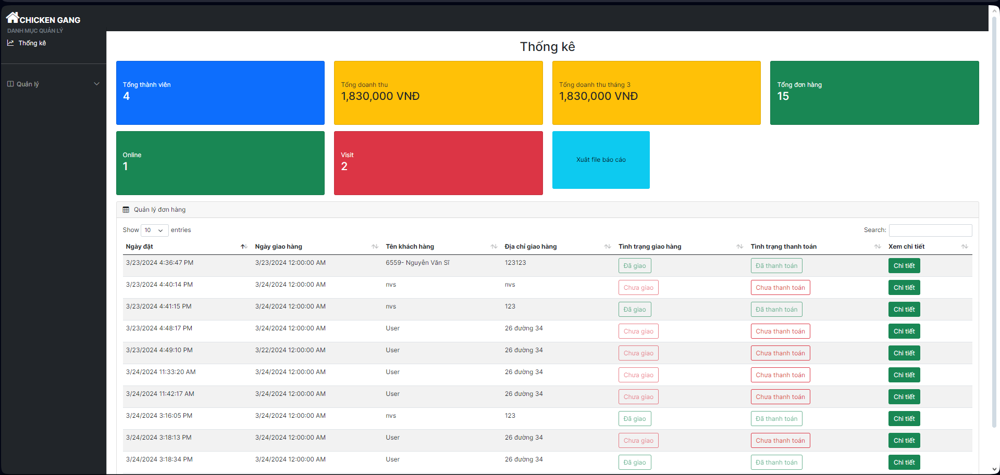 CHICKEN GANG
DANH MỤC QUẢN LÝ
Thống kê
Quản lý
Thống kê
Tổng thành viên
4
Tổng doanh thu
1,830,000 VNĐ
Tổng doanh thu tháng 3
1,830,000 VNĐ
Tổng đơn hàng
15
Online
1
Visit
2
Xuât file báo cáo
Quản lý đơn hàng
Show 10 entries Search:
Ngày đặt Ngày giao hàng Tên khách hàng Địa chỉ giao hàng Tình trạng giao hàng Tình trạng thanh toán Xem chi tiết
3/23/2024 4:36:47 PM 3/23/2024 12:00:00 AM 6559- Nguyễn Văn Sĩ 123123 Đã giao Đã thanh toán Chi tiết
3/23/2024 4:40:14 PM 3/24/2024 12:00:00 AM nvs nvs Chưa giao Chưa thanh toán Chi tiết
3/23/2024 4:41:15 PM 3/24/2024 12:00:00 AM nvs 123 Đã giao Đã thanh toán Chi tiết
3/23/2024 4:48:17 PM 3/24/2024 12:00:00 AM User 26 đường 34 Chưa giao Chưa thanh toán Chi tiết
3/23/2024 4:49:10 PM 3/22/2024 12:00:00 AM User 26 đường 34 Chưa giao Chưa thanh toán Chi tiết
3/24/2024 11:33:20 AM 3/24/2024 12:00:00 AM User 26 đường 34 Chưa giao Chưa thanh toán Chi tiết
3/24/2024 11:42:17 AM 3/24/2024 12:00:00 AM User 26 đường 34 Chưa giao Chưa thanh toán Chi tiết
3/24/2024 3:16:05 PM 3/24/2024 12:00:00 AM nvs 123 Đã giao Đã thanh toán Chi tiết
3/24/2024 3:18:13 PM 3/24/2024 12:00:00 AM User 26 đường 34 Chưa giao Chưa thanh toán Chi tiết
3/24/2024 3:18:34 PM 3/24/2024 12:00:00 AM User 26 đường 34 Đã giao Đã thanh toán Chi tiết